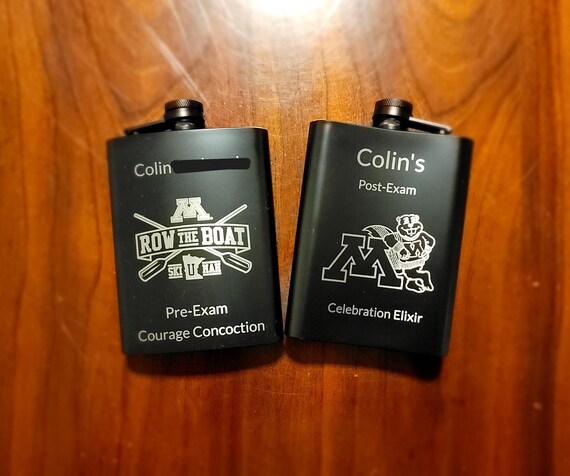 Colin
M
ROW THE BOAT
SKI U MAH
Pre-Exam
Courage Concoction
Colin's
Post-Exam
M
Celebration Elixir